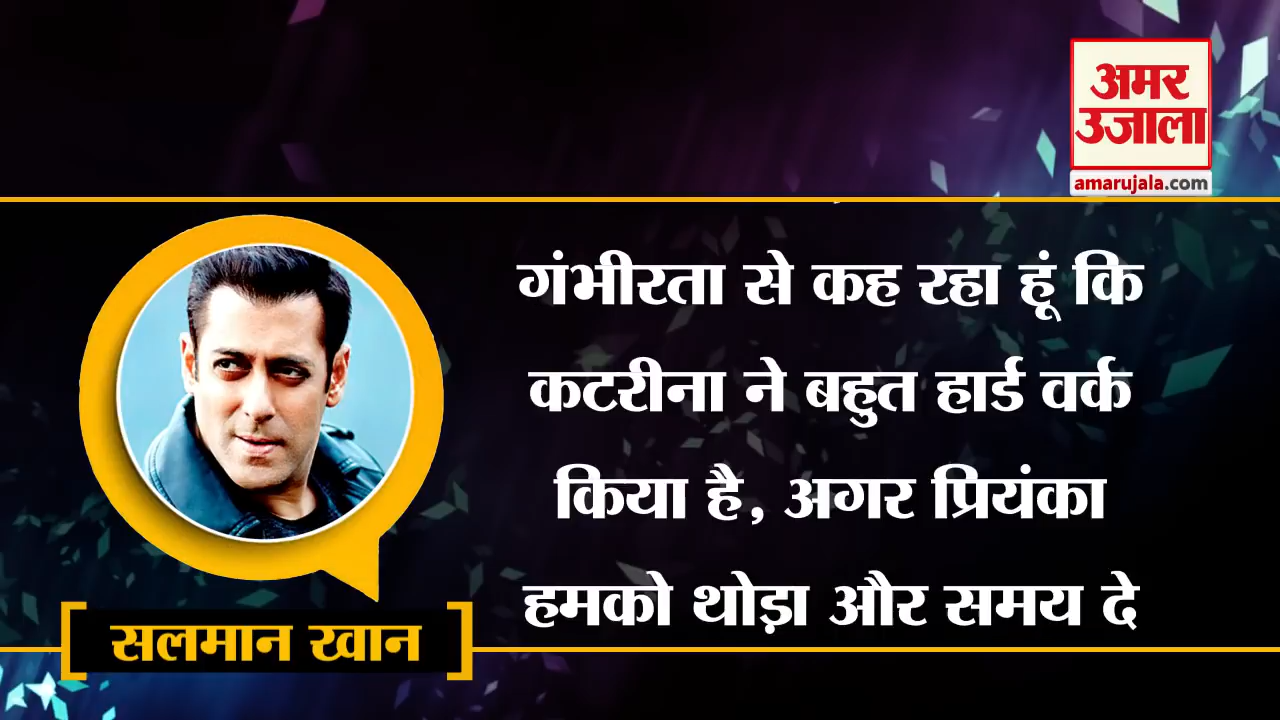 अमर
उजाला
amarujala.com
गंभीरता से कह रहा हूं कि
कटरीना ने बहुत हार्ड वर्क
किया है, अगर प्रियंका
हमको थोड़ा और समय दे
सलमान खान